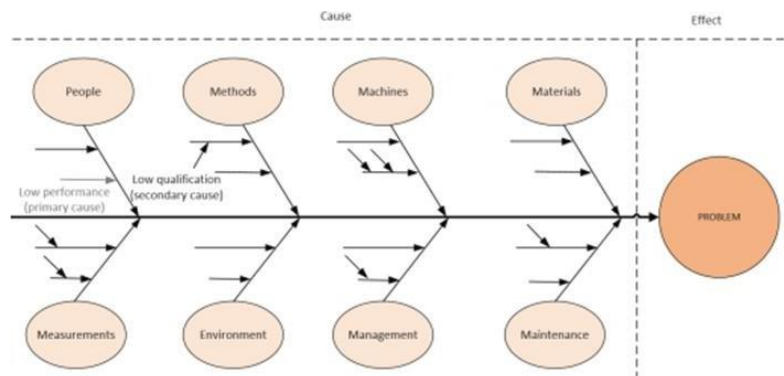 Cause
Effect
People
Methods
Machines
Materials
Low qualification
(secondary cause)
Low performance
(primary cause)
PROBLEM
Measurements
Environment
Management
Maintenance